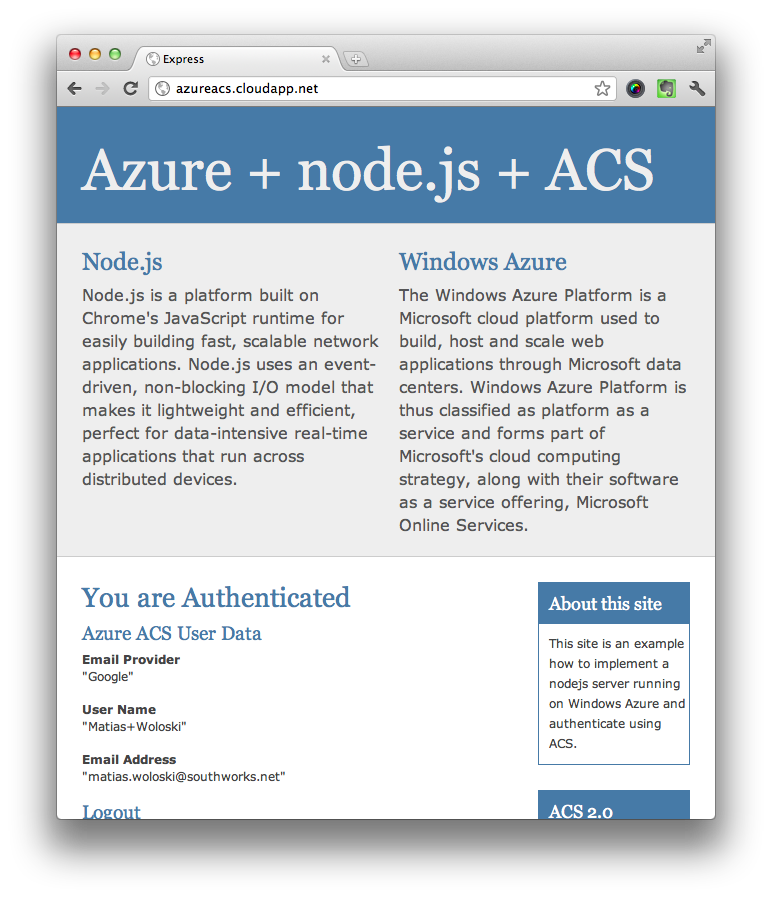 Express
azureacs.cloudapp.net
Azure + node.js + ACS
Node.js
Node.js is a platform built on
Chrome's JavaScript runtime for
easily building fast, scalable network
applications. Node.js uses an event-
driven, non-blocking I/O model that
makes it lightweight and efficient,
perfect for data-intensive real-time
applications that run across
distributed devices.
Windows Azure
The Windows Azure Platform is a
Microsoft cloud platform used to
build, host and scale web
applications through Microsoft data
centers. Windows Azure Platform is
thus classified as platform as a
service and forms part of
Microsoft's cloud computing
strategy, along with their software
as a service offering, Microsoft
Online Services.
You are Authenticated
Azure ACS User Data
Email Provider
"Google"
User Name
"Matias+Woloski"
Email Address
"matias.woloski@southworks.net"
Logout
About this site
This site is an example
how to implement a
nodejs server running
on Windows Azure and
authenticate using
ACS.
ACS 2.0